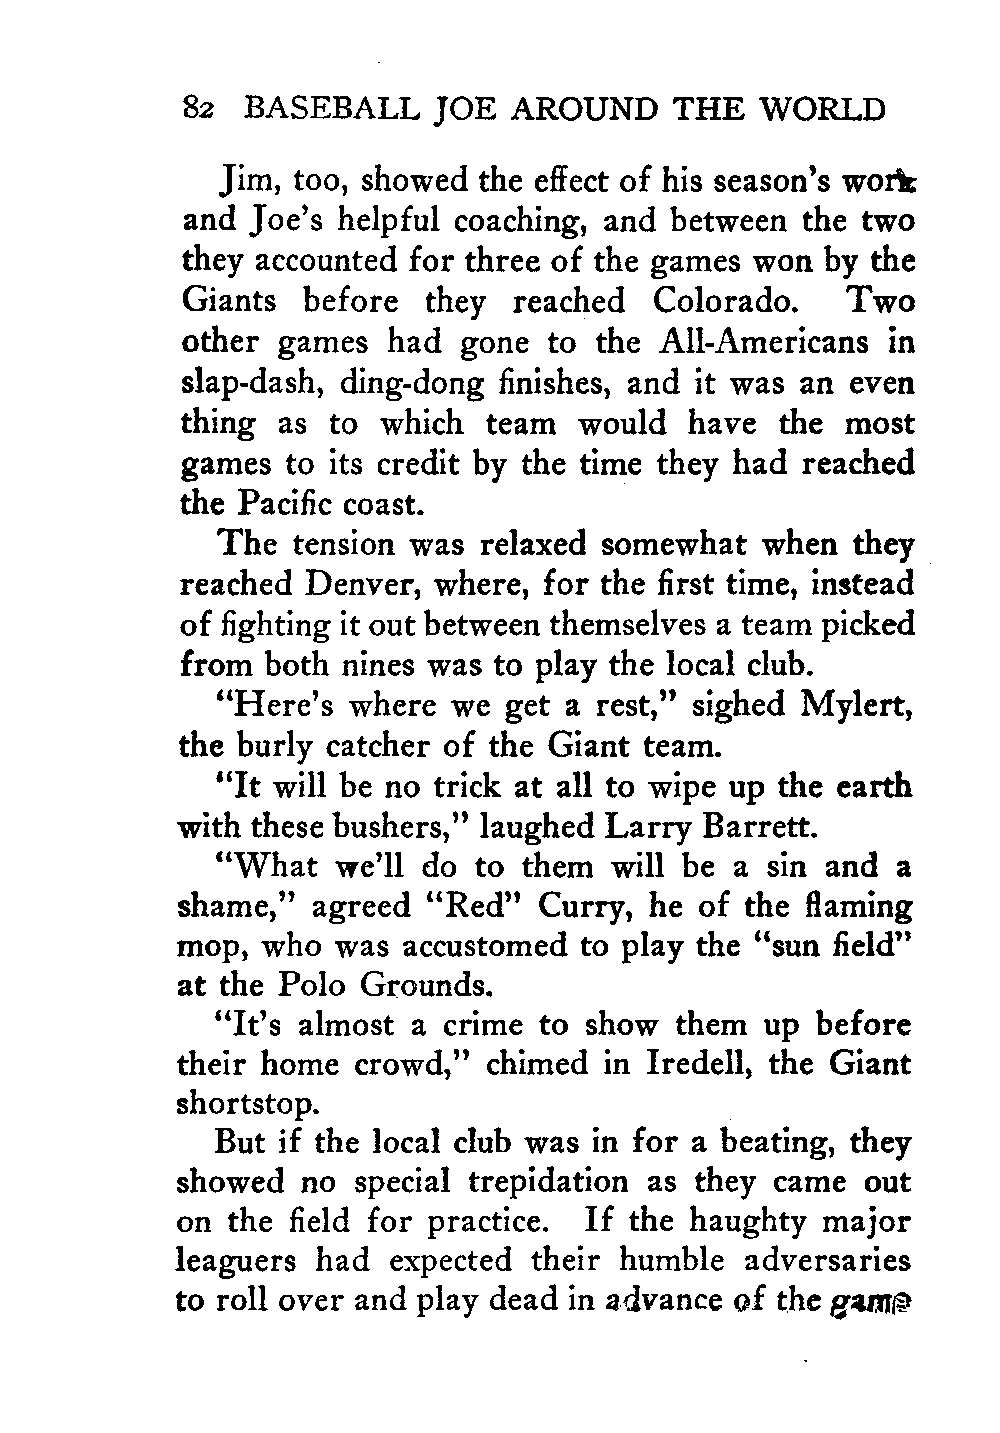 82 BASEBALL JOE AROUND THE WORLD
Jim, too, showed the effect of his season's work
and Joe's helpful coaching, and between the two
they accounted for three of the games won by the
Giants before they reached Colorado. Two
other games had gone to the All-Americans in
slap-dash, ding-dong finishes, and it was an even
thing as to which team would have the most
games to its credit by the time they had reached
the Pacific coast.
The tension was relaxed somewhat when they
reached Denver, where, for the first time, instead
of fighting it out between themselves a team picked
from both nines was to play the local club.
"Here's where we get a rest," sighed Mylert,
the burly catcher of the Giant team.
"It will be no trick at all to wipe up the earth
with these bushers," laughed Larry Barrett.
"What we'll do to them will be a sin and a
shame," agreed "Red" Curry, he of the flaming
mop, who was accustomed to play the "sun field"
at the Polo Grounds.
"It's almost a crime to show them up before
their home crowd," chimed in Iredell, the Giant
shortstop.
But if the local club was in for a beating, they
showed no special trepidation as they came out
on the field for practice. If the haughty major
leaguers had expected their humble adversaries
to roll over and play dead in advance of the game